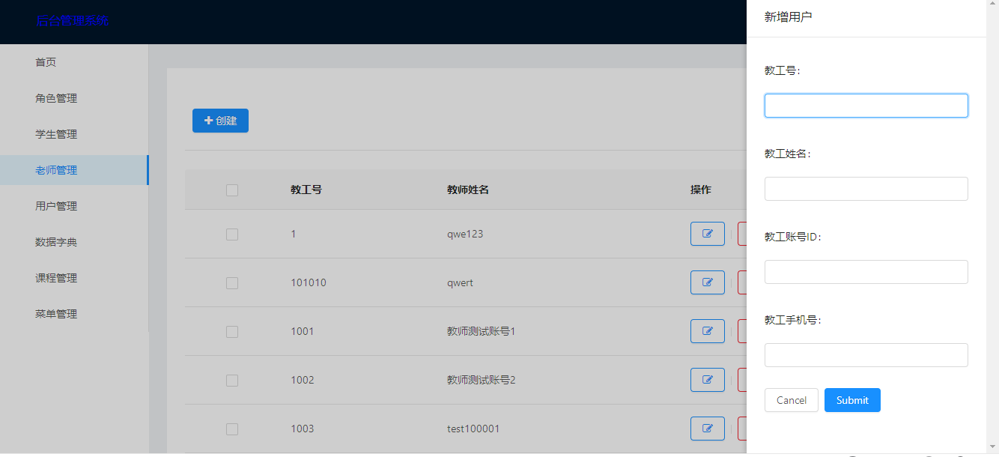 后台管理系统
首页
角色管理
学生管理
老师管理
用户管理
数据字典
课程管理
菜单管理
创建
教工号 教师姓名 操作
1 qwe123
101010 qwert
1001 教师测试账号1
1002 教师测试账号2
1003 test100001
新增用户
教工号:
教工姓名:
教工账号ID:
教工手机号:
Cancel Submit